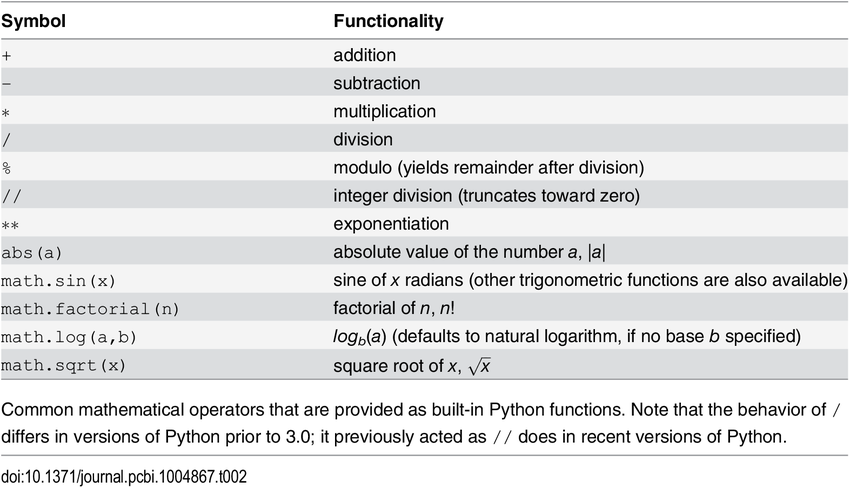 Symbol Functionality
+ addition
− subtraction
* multiplication
/ division
% modulo (yields remainder after division)
// integer division (truncates toward zero)
** exponentiation
abs(a) absolute value of the number a, |a|
math.sin(x) sine of x radians (other trigonometric functions are also available)
math.factorial(n) factorial of n, n!
math.log(a,b) log_b(a) (defaults to natural logarithm, if no base b specified)
math.sqrt(x) square root of x, √x
Common mathematical operators that are provided as built-in Python functions. Note that the behavior of /
differs in versions of Python prior to 3.0; it previously acted as // does in recent versions of Python.
doi:10.1371/journal.pcbi.1004867.t002